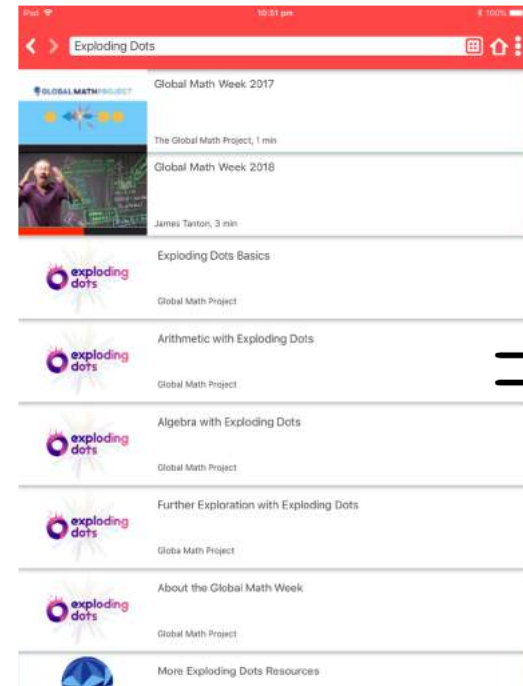 iPad
10:51 pm
100%
Exploding Dots
GLOBAL MATH PROJECT
Global Math Week 2017
The Global Math Project, 1 min
Global Math Week 2018
James Tanton, 3 min
exploding dots
Exploding Dots Basics
Global Math Project
exploding dots
Arithmetic with Exploding Dots
Global Math Project
exploding dots
Algebra with Exploding Dots
Global Math Project
exploding dots
Further Exploration with Exploding Dots
Globa Math Project
exploding dots
About the Global Math Week
Global Math Project
More Exploding Dots Resources